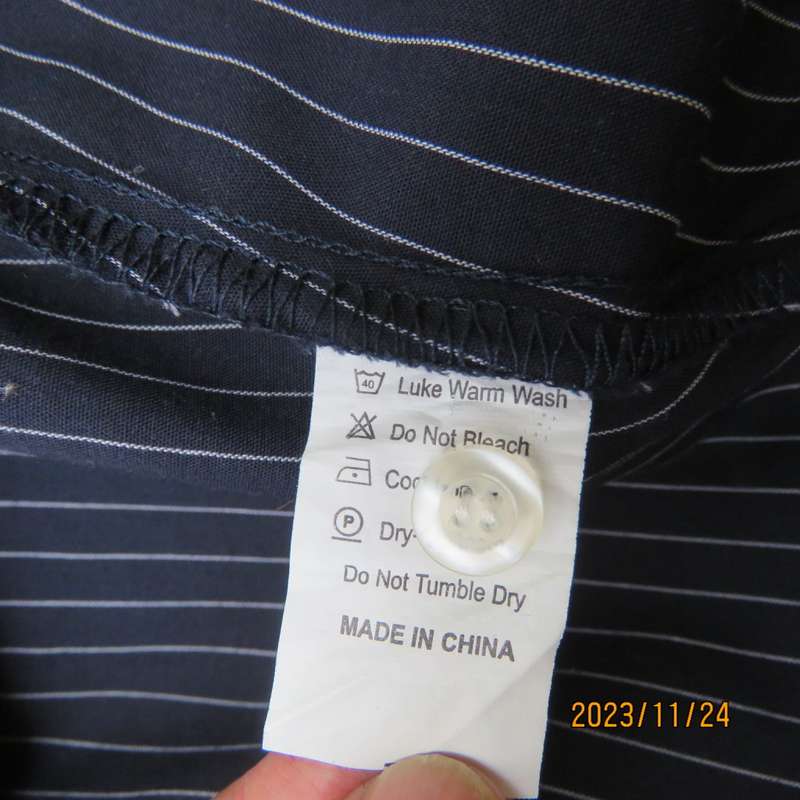 40 Luke Warm Wash
Do Not Bleach
P
Do Not Tumble Dry
MADE IN CHINA
2023/11/24